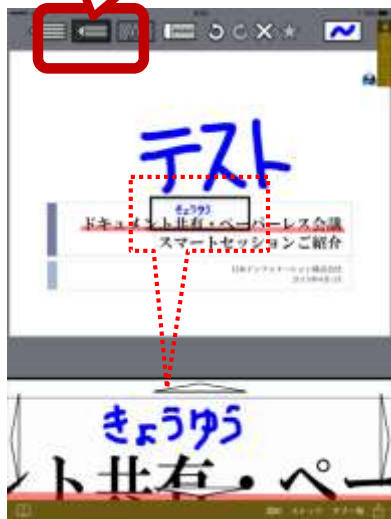 テスト
きょうゆう
ドキュメント共有・ペーパーレス会議
スマートセッションご紹介
きょうゆう
ント共有・ペー